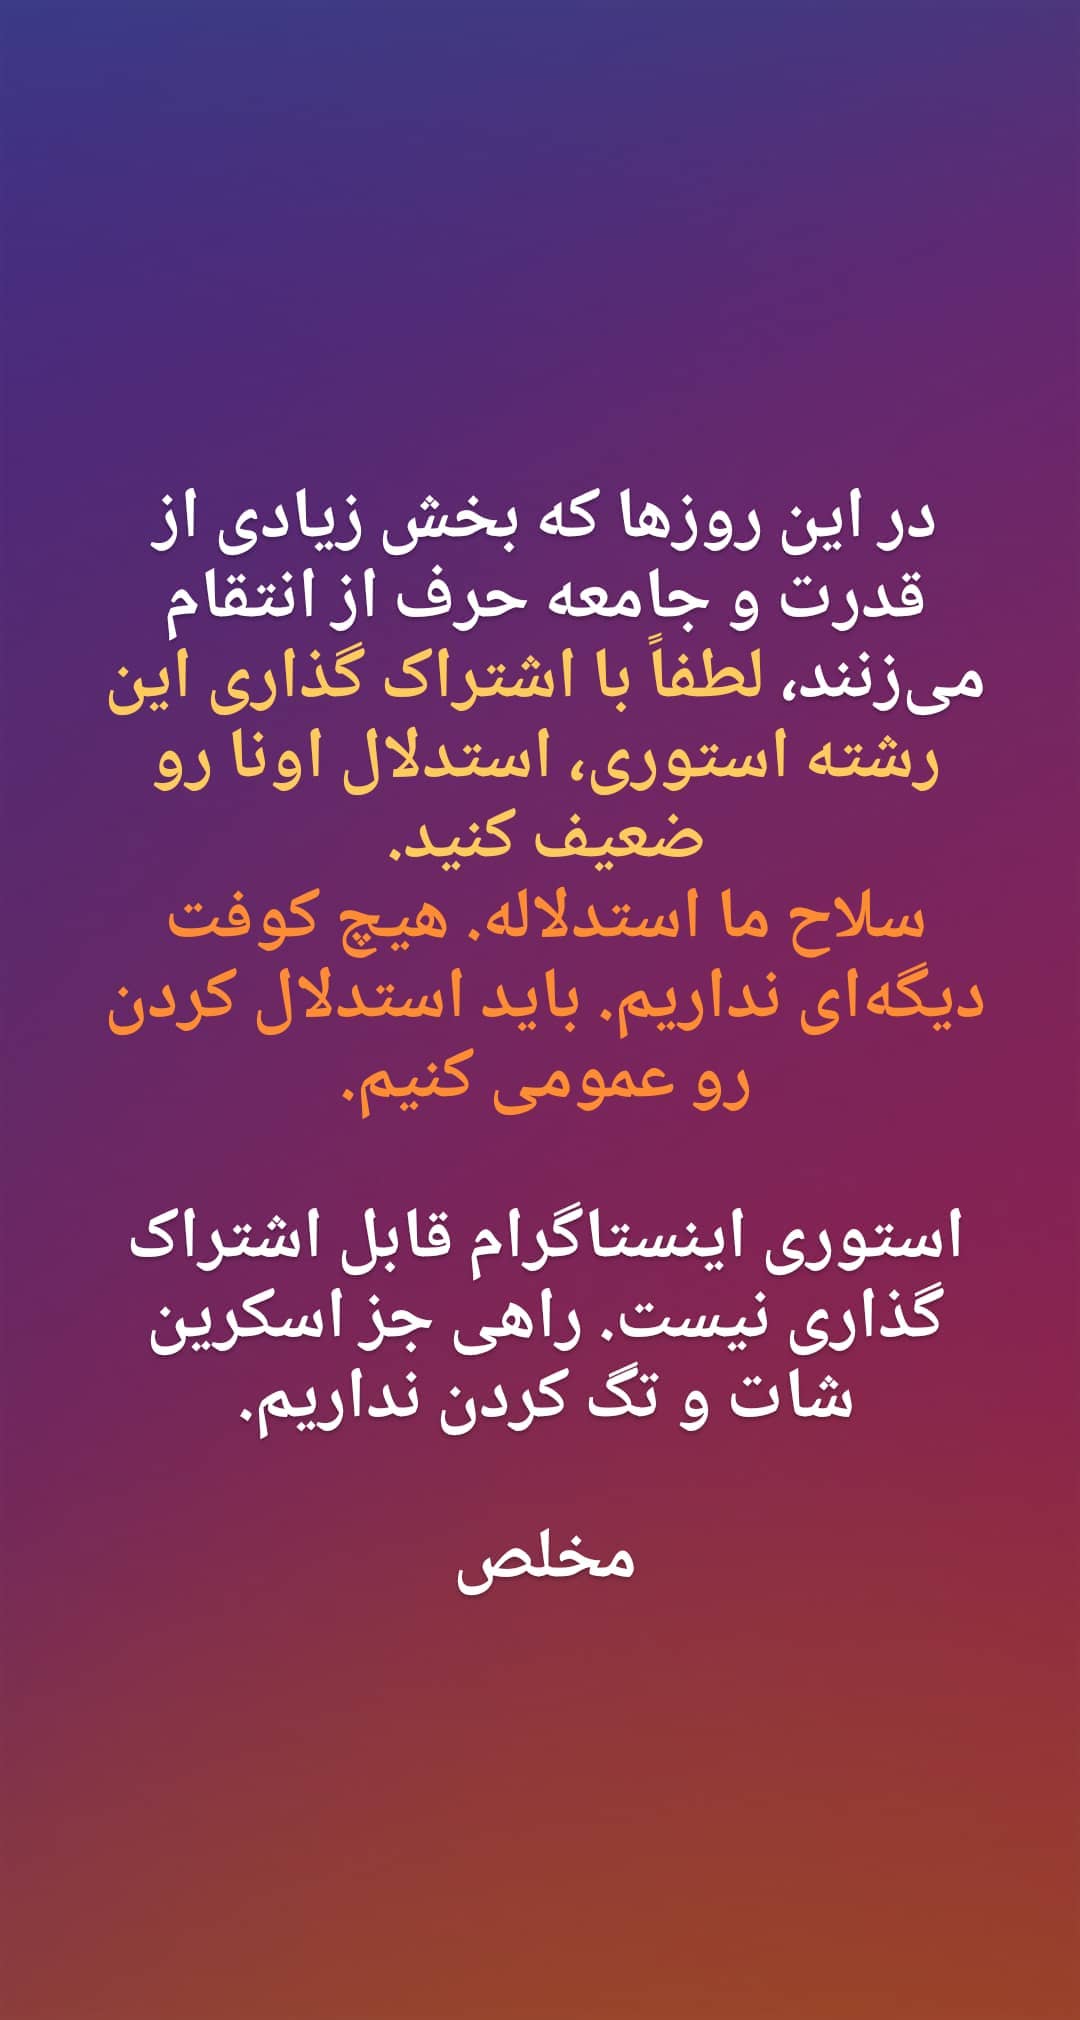 در این روزها که بخش زیادی از
قدرت و جامعه حرف از انتقام
می‌زنند، لطفاً با اشتراک گذاری این
رشته استوری، استدلال اونا رو
ضعیف کنید.
سلاح ما استدلاله. هیچ کوفت
دیگه‌ای نداریم. باید استدلال کردن
رو عمومی کنیم.
استوری اینستاگرام قابل اشتراک
گذاری نیست. راهی جز اسکرین
شات و تگ کردن نداریم.
مخلص